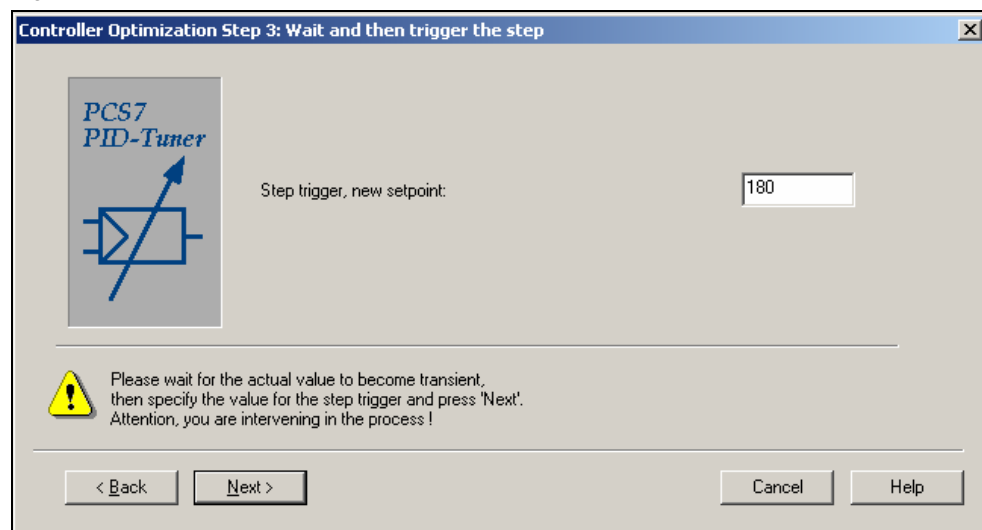 Controller Optimization Step 3: Wait and then trigger the step
PCS7
PID-Tuner
Step trigger, new setpoint:
180
Please wait for the actual value to become transient,
then specify the value for the step trigger and press 'Next'.
Attention, you are intervening in the process !
< Back
Next >
Cancel
Help